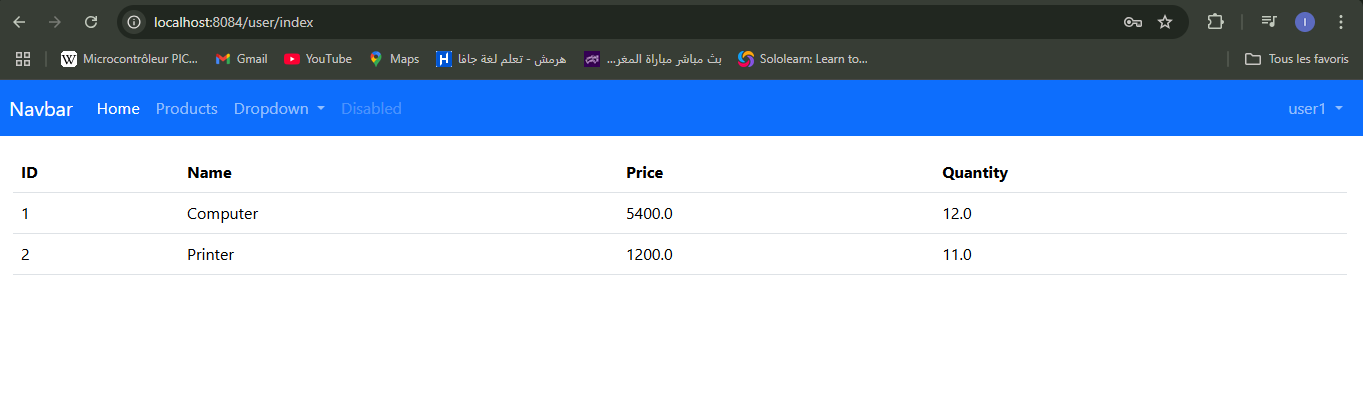 localhost:8084/user/index
I
Microcontrôleur PIC... Gmail YouTube Maps هرمش - تعلم لغة جافا بث مباشر مباراة المغر... Sololearn: Learn to... Tous les favoris
Navbar Home Products Dropdown Disabled user1
ID Name Price Quantity
1 Computer 5400.0 12.0
2 Printer 1200.0 11.0